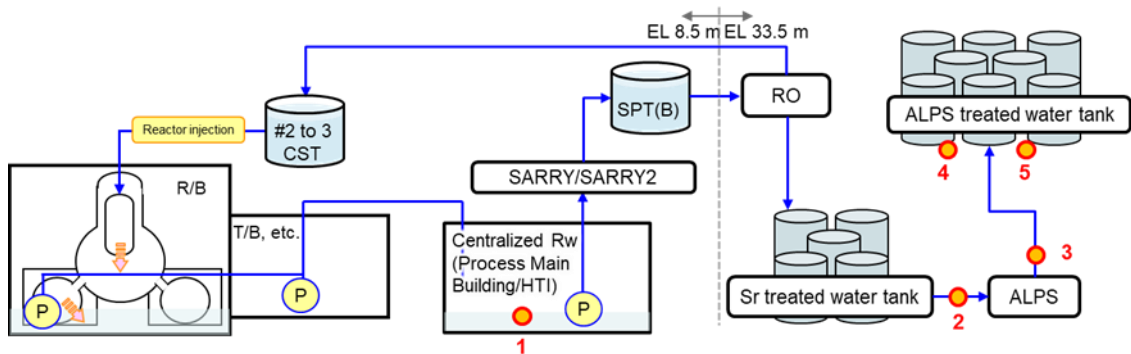 EL 8.5 m
EL 33.5 m
SPT(B)
RO
ALPS treated water tank
4
5
Reactor injection
#2 to 3
CST
R/B
SARRY/SARRY2
T/B, etc.
Centralized Rw
(Process Main
Building/HTI)
P
P
P
1
Sr treated water tank
2
ALPS
3